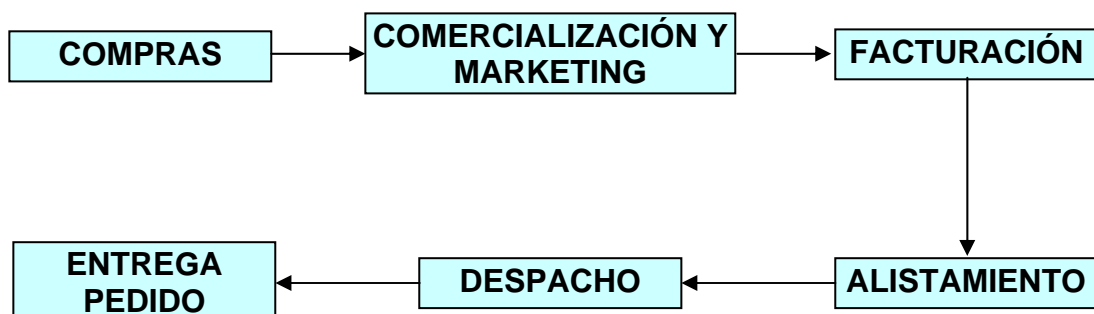 COMPRAS
COMERCIALIZACIÓN Y
MARKETING
FACTURACIÓN
ENTREGA
PEDIDO
DESPACHO
ALISTAMIENTO